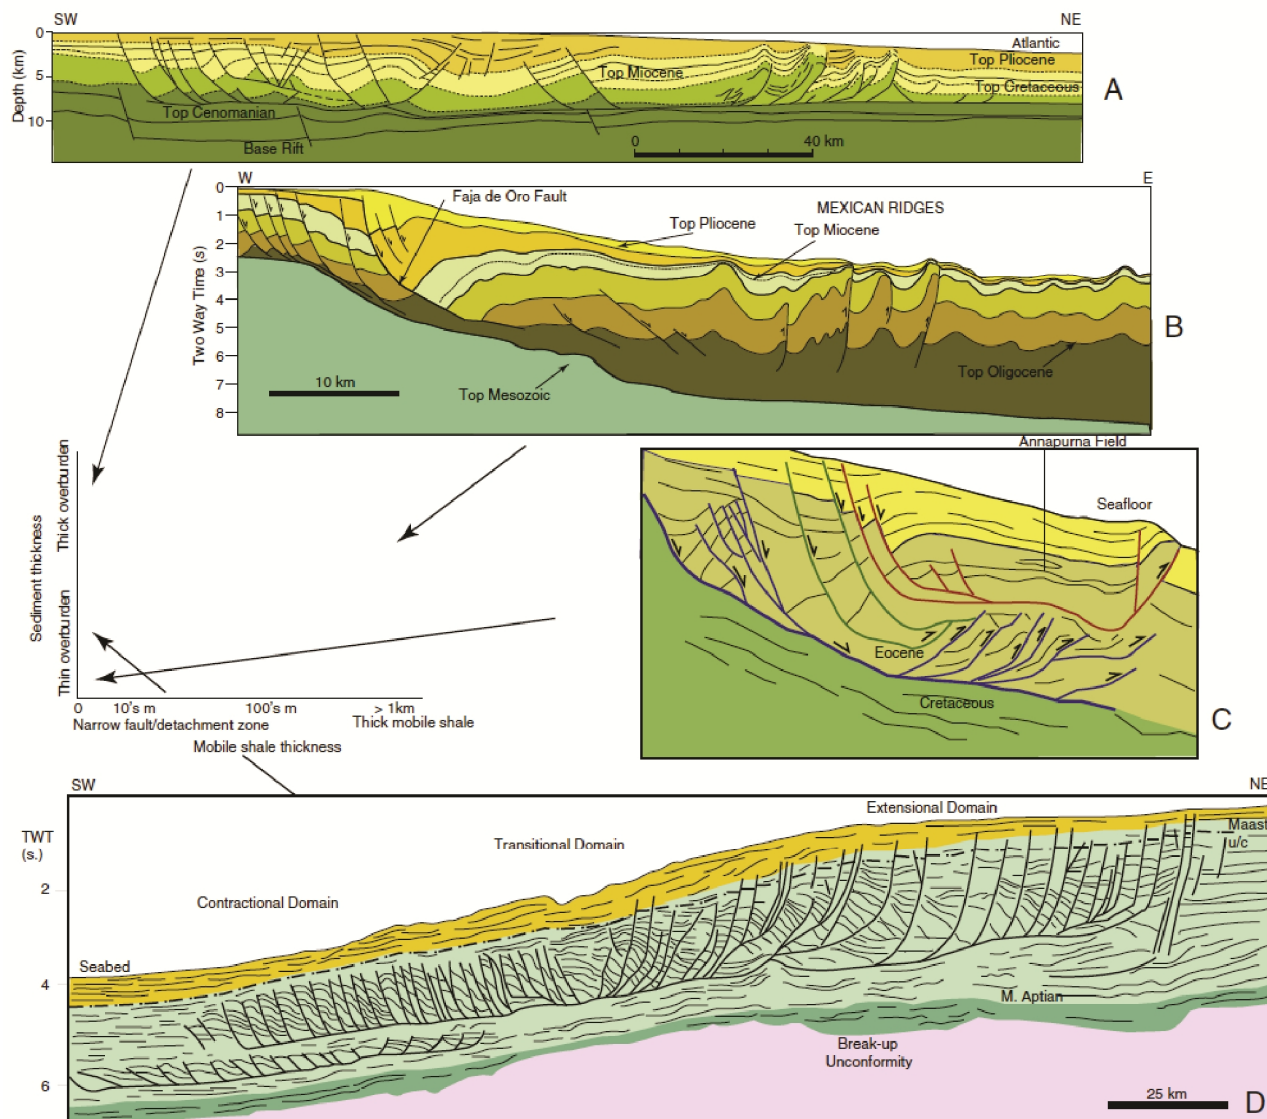 SW
NE
0
5
10
Depth (km)
Atlantic
Top Pliocene
Top Miocene
Top Cretaceous
Top Cenomanian
Base Rift
0
40 km
A
W
E
0
1
2
3
4
5
6
7
8
Two Way Time (s)
Faja de Oro Fault
MEXICAN RIDGES
Top Pliocene
Top Miocene
10 km
Top Mesozoic
Top Oligocene
B
Annapurna Field
Seafloor
Eocene
Cretaceous
C
Sediment thickness
Thick overburden
Thin overburden
0
10's m
100's m
> 1km
Narrow fault/detachment zone
Thick mobile shale
Mobile shale thickness
SW
NE
TWT
(s.)
2
4
6
Extensional Domain
Transitional Domain
Contractional Domain
Maast
u/c
Seabed
M. Aptian
Break-up
Unconformity
25 km
D